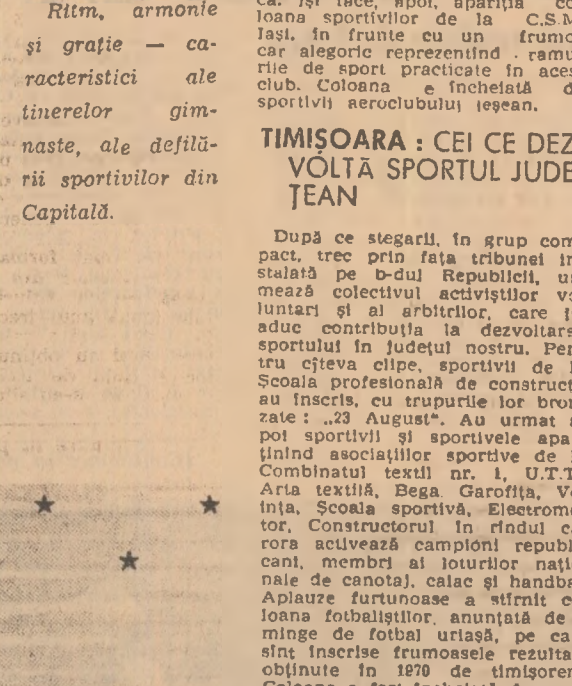 Ritm, armonie
și grație — ca-
racteristici ale
tinerelor gim-
naste, ale defilă-
rii sportivilor din
Capitală.
ca. Își face, apoi, apariția co
loana sportivilor de la C.S.M
Iași, în frunte cu un frumo
car alegoric reprezentînd ramu
rile de sport practicate în aces
club. Coloana e încheiată d
sportivii aeroclubului ieșean.
TIMIȘOARA : CEI CE DEZ
VOLTĂ SPORTUL JUDE
ȚEAN
După ce stegarii, în grup com
pact, trec prin fața tribunei in
stalată pe b-dul Republicii, ur
mează colectivul activiștilor vo
luntari și al arbitrilor, care î
aduc contribuția la dezvoltare
sportului în județul nostru. Pen
tru cîteva clipe, sportivii de l
Școala profesională de construct
au înscris, cu trupurile lor bron
zate : „23 August". Au urmat a
poi sportivii și sportivele apar
ținînd asociațiilor sportive de l
Combinatul textil nr. 1, U.T.T
Arta textilă, Bega Garofița, Vo
ința, Școala sportivă, Electromo
tor, Constructorul în rîndul că
rora activează campioni republi
cani, membri ai loturilor națio
nale de canotaj, caiac și handba
Aplauze furtunoase a stîrnit co
loana fotbaliștilor, anunțată de
minge de fotbal uriașă, pe ca
sînt înscrise frumoasele rezulta
obținute în 1970 de timișoren